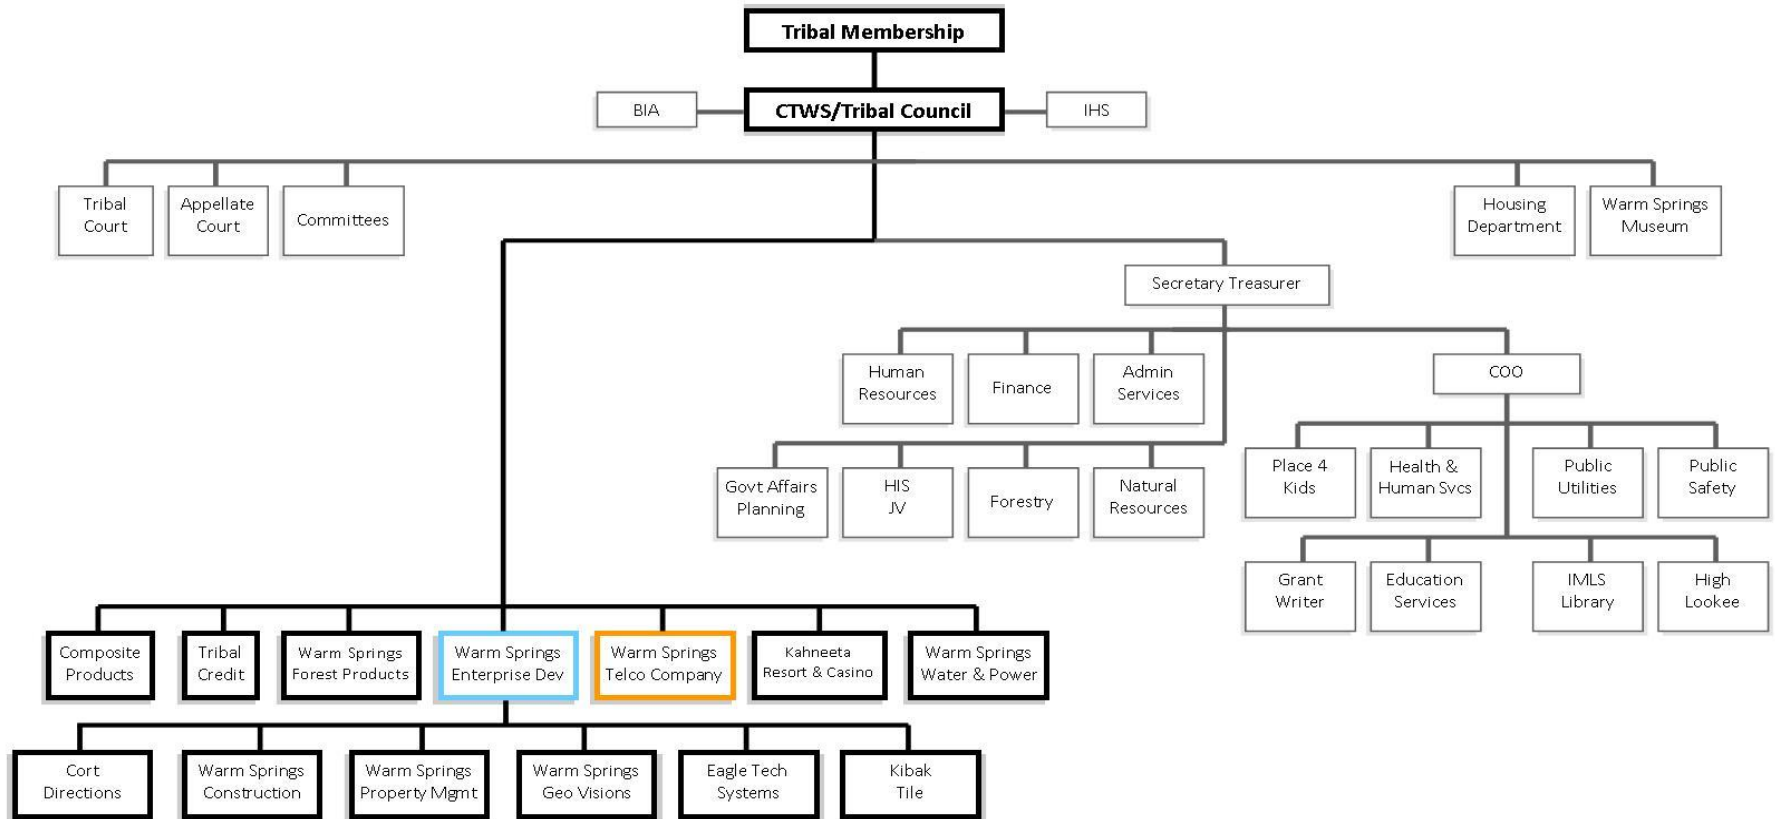 Tribal Membership
BIA
CTWS/Tribal Council
IHS
Tribal
Court
Appellate
Court
Committees
Housing
Department
Warm Springs
Museum
Secretary Treasurer
Human
Resources
Finance
Admin
Services
COO
Govt Affairs
Planning
HIS
JV
Forestry
Natural
Resources
Place 4
Kids
Health &
Human Svcs
Public
Utilities
Public
Safety
Grant
Writer
Education
Services
IMLS
Library
High
Lookee
Composite
Products
Tribal
Credit
Warm Springs
Forest Products
Warm Springs
Enterprise Dev
Warm Springs
Telco Company
Kahneeta
Resort & Casino
Warm Springs
Water & Power
Cort
Directions
Warm Springs
Construction
Warm Springs
Property Mgmt
Warm Springs
Geo Visions
Eagle Tech
Systems
Kibak
Tile